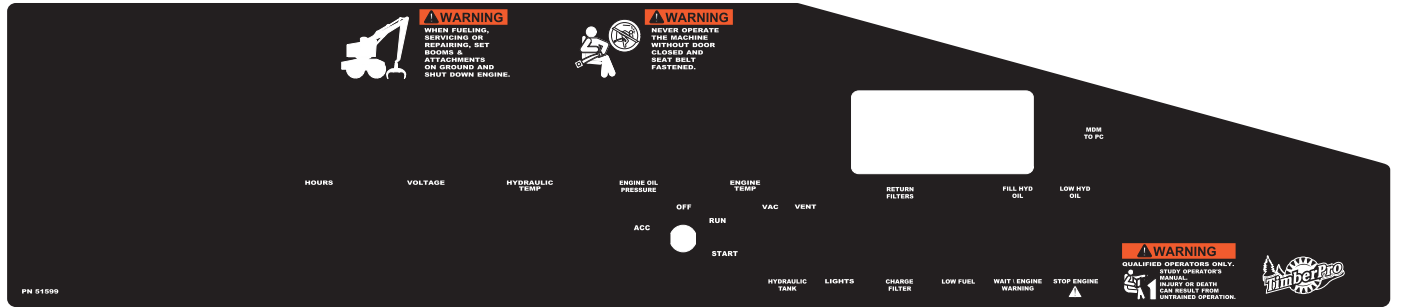 WARNING
WHEN FUELING,
SERVICING OR
REPAIRING, SET
BOOMS &
ATTACHMENTS
ON GROUND AND
SHUT DOWN ENGINE.
WARNING
NEVER OPERATE
THE MACHINE
WITHOUT DOOR
CLOSED AND
SEAT BELT
FASTENED.
MDM
TO PC
HOURS
VOLTAGE
HYDRAULIC
TEMP
ENGINE OIL
PRESSURE
ENGINE
TEMP
RETURN
FILTERS
FILL HYD
OIL
LOW HYD
OIL
OFF
VAC
VENT
ACC
RUN
START
WARNING
QUALIFIED OPERATORS ONLY.
STUDY OPERATOR'S
MANUAL.
INJURY OR DEATH
CAN RESULT FROM
UNTRAINED OPERATION.
TimberPro
HYDRAULIC
TANK
LIGHTS
CHARGE
FILTER
LOW FUEL
WAIT \ ENGINE
WARNING
STOP ENGINE
PN 51599